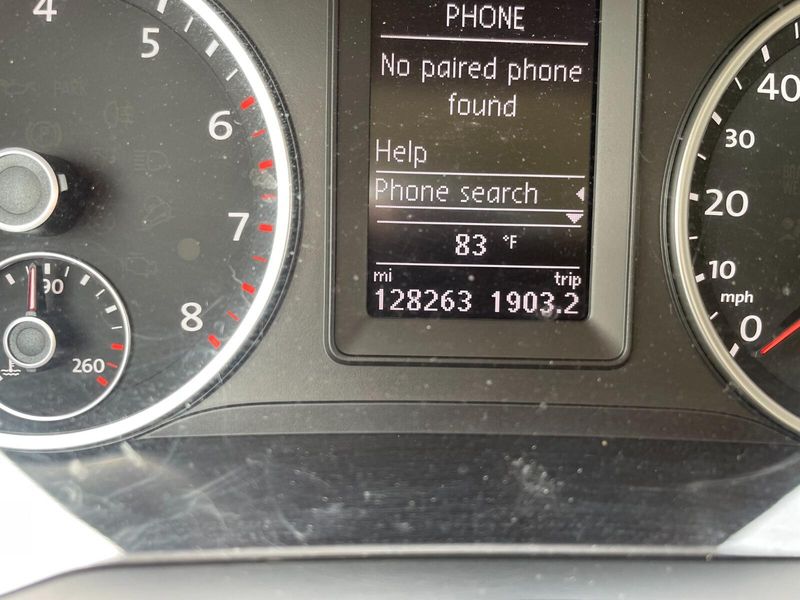 4
5
6
7
8
90
260
PHONE
No paired phone
found
Help
Phone search
83 °F
mi trip
128263 1903.2
40
30
20
10
mph
0